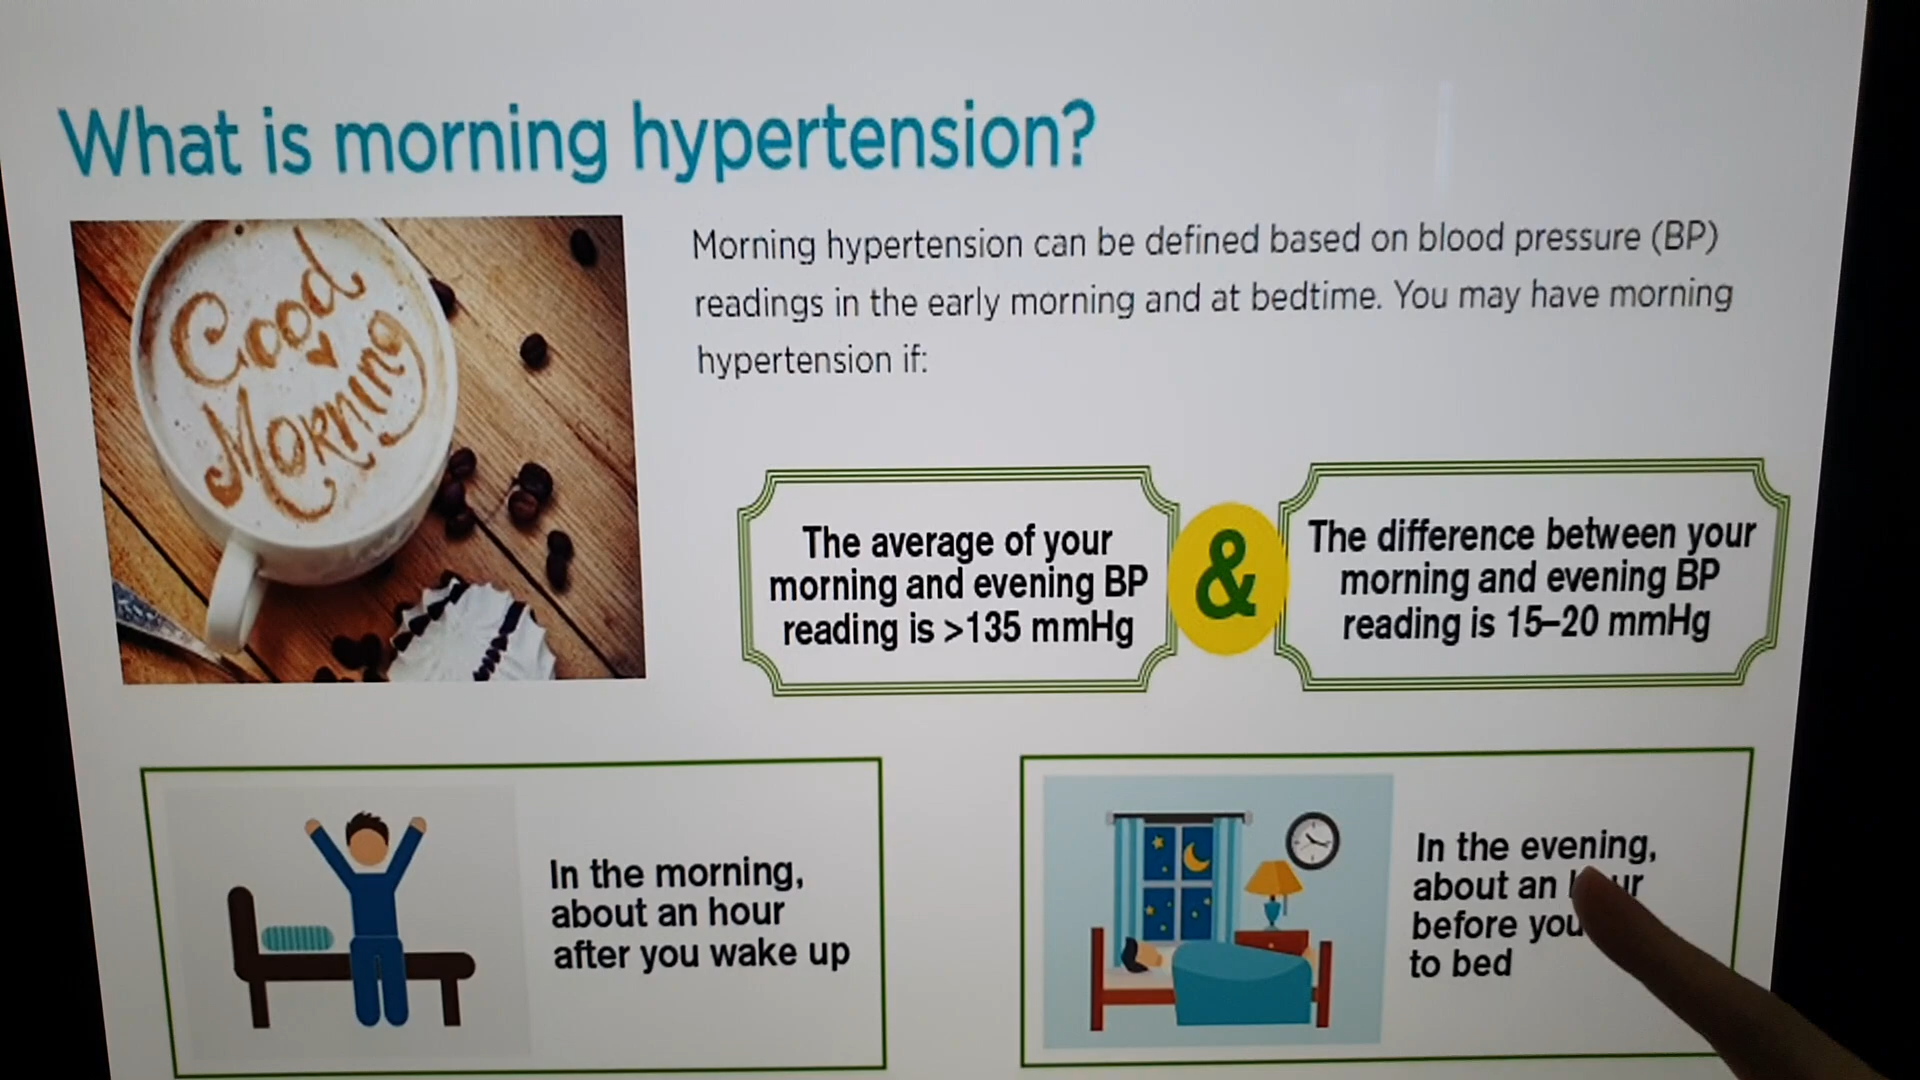 What is morning hypertension?
Good
Morning
Morning hypertension can be defined based on blood pressure (BP)
readings in the early morning and at bedtime. You may have morning
hypertension if:
The average of your
morning and evening BP
reading is >135 mmHg
&
The difference between your
morning and evening BP
reading is 15–20 mmHg
In the morning,
about an hour
after you wake up
In the evening,
about an hour
before you
to bed